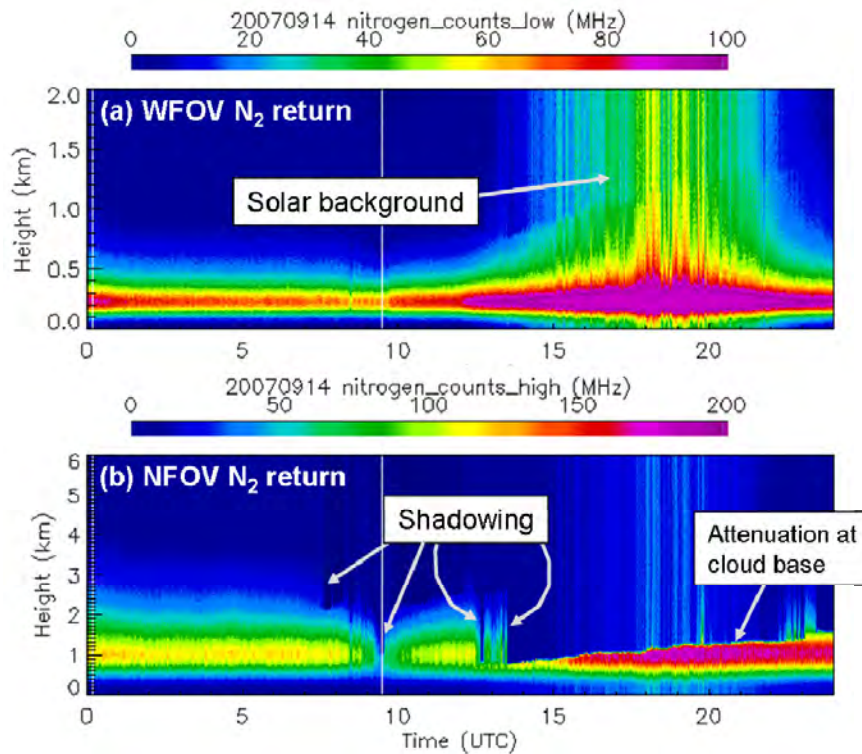 20070914 nitrogen_counts_low (MHz)
0 20 40 60 80 100
(a) WFOV N₂ return
2.0
1.5
1.0
0.5
0.0
Height (km)
Solar background
0 5 10 15 20
20070914 nitrogen_counts_high (MHz)
0 50 100 150 200
(b) NFOV N₂ return
6
5
4
3
2
1
0
Height (km)
Shadowing
Attenuation at
cloud base
0 5 10 15 20
Time (UTC)